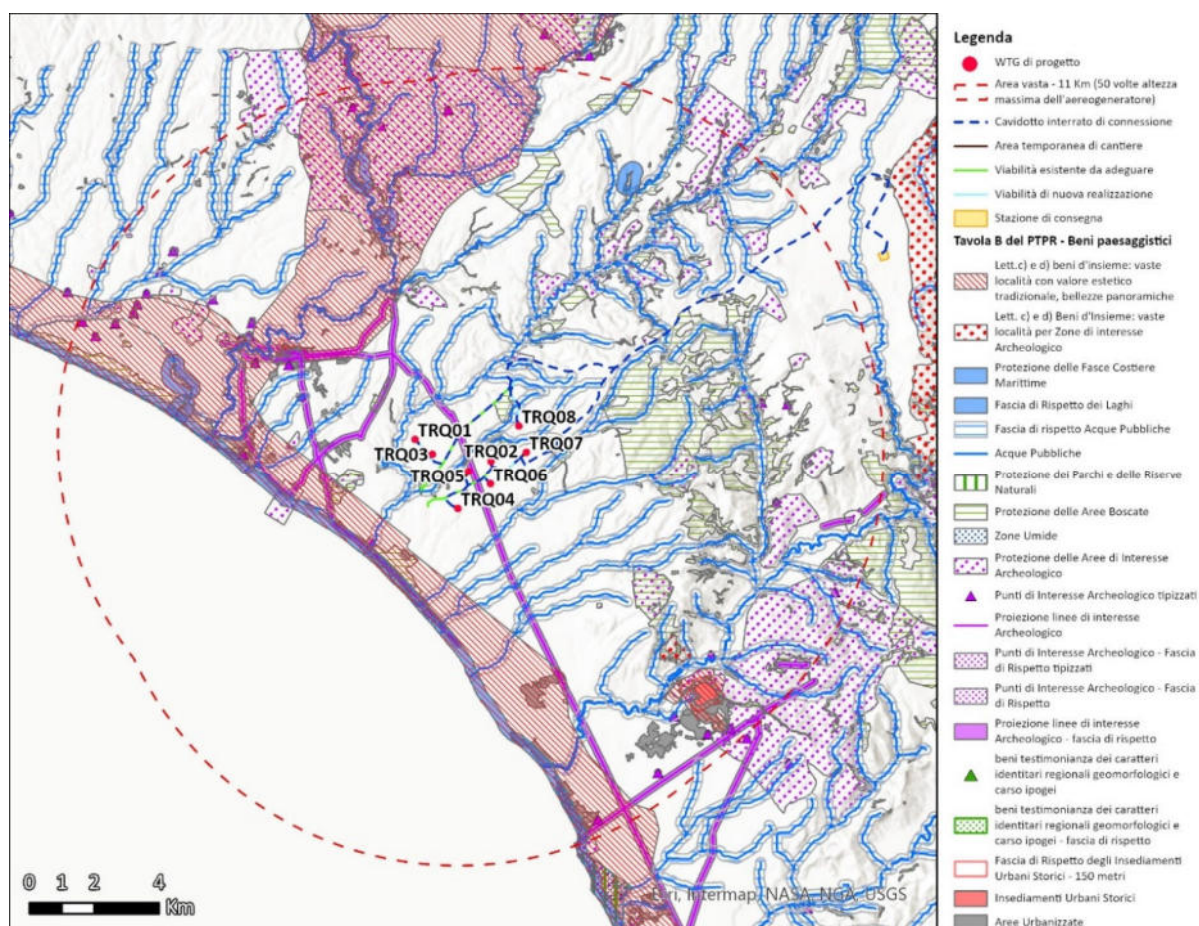 TRQ01
TRQ08
TRQ03
TRQ02
TRQ07
TRQ05
TRQ06
TRQ04
0 1 2 4
Km
Esri, Intermap, NASA, NGA, USGS
Legenda
WTG di progetto
Area vasta - 11 Km (50 volte altezza
massima dell'aereogeneratore)
Cavidotto interrato di connessione
Area temporanea di cantiere
Viabilità esistente da adeguare
Viabilità di nuova realizzazione
Stazione di consegna
Tavola B del PTPR - Beni paesaggistici
Lett.c) e d) beni d'insieme: vaste
località con valore estetico
tradizionale, bellezze panoramiche
Lett. c) e d) Beni d'Insieme: vaste
località per Zone di interesse
Archeologico
Protezione delle Fasce Costiere
Marittime
Fascia di Rispetto dei Laghi
Fascia di rispetto Acque Pubbliche
Acque Pubbliche
Protezione dei Parchi e delle Riserve
Naturali
Protezione delle Aree Boscate
Zone Umide
Protezione delle Aree di Interesse
Archeologico
Punti di Interesse Archeologico tipizzati
Proiezione linee di interesse
Archeologico
Punti di Interesse Archeologico - Fascia
di Rispetto tipizzati
Punti di Interesse Archeologico - Fascia
di Rispetto
Proiezione linee di interesse
Archeologico - fascia di rispetto
beni testimonianza dei caratteri
identitari regionali geomorfologici e
carso ipogei
beni testimonianza dei caratteri
identitari regionali geomorfologici e
carso ipogei - fascia di rispetto
Fascia di Rispetto degli Insediamenti
Urbani Storici - 150 metri
Insediamenti Urbani Storici
Aree Urbanizzate